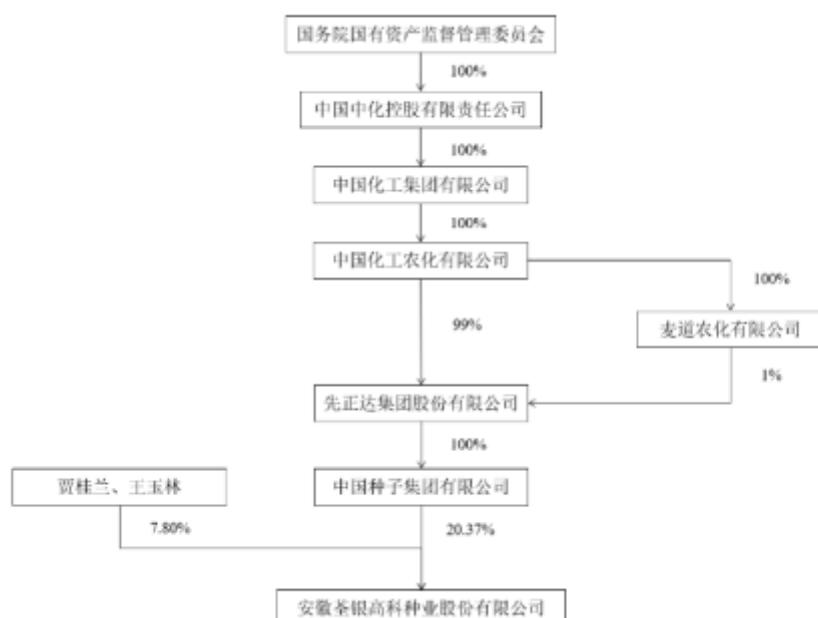 国务院国有资产监督管理委员会
100%
中国中化控股有限责任公司
100%
中国化工集团有限公司
100%
中国化工农化有限公司
100%
99%
麦道农化有限公司
1%
先正达集团股份有限公司
100%
贾桂兰、王玉林
中国种子集团有限公司
7.80%
20.37%
安徽荃银高科种业股份有限公司